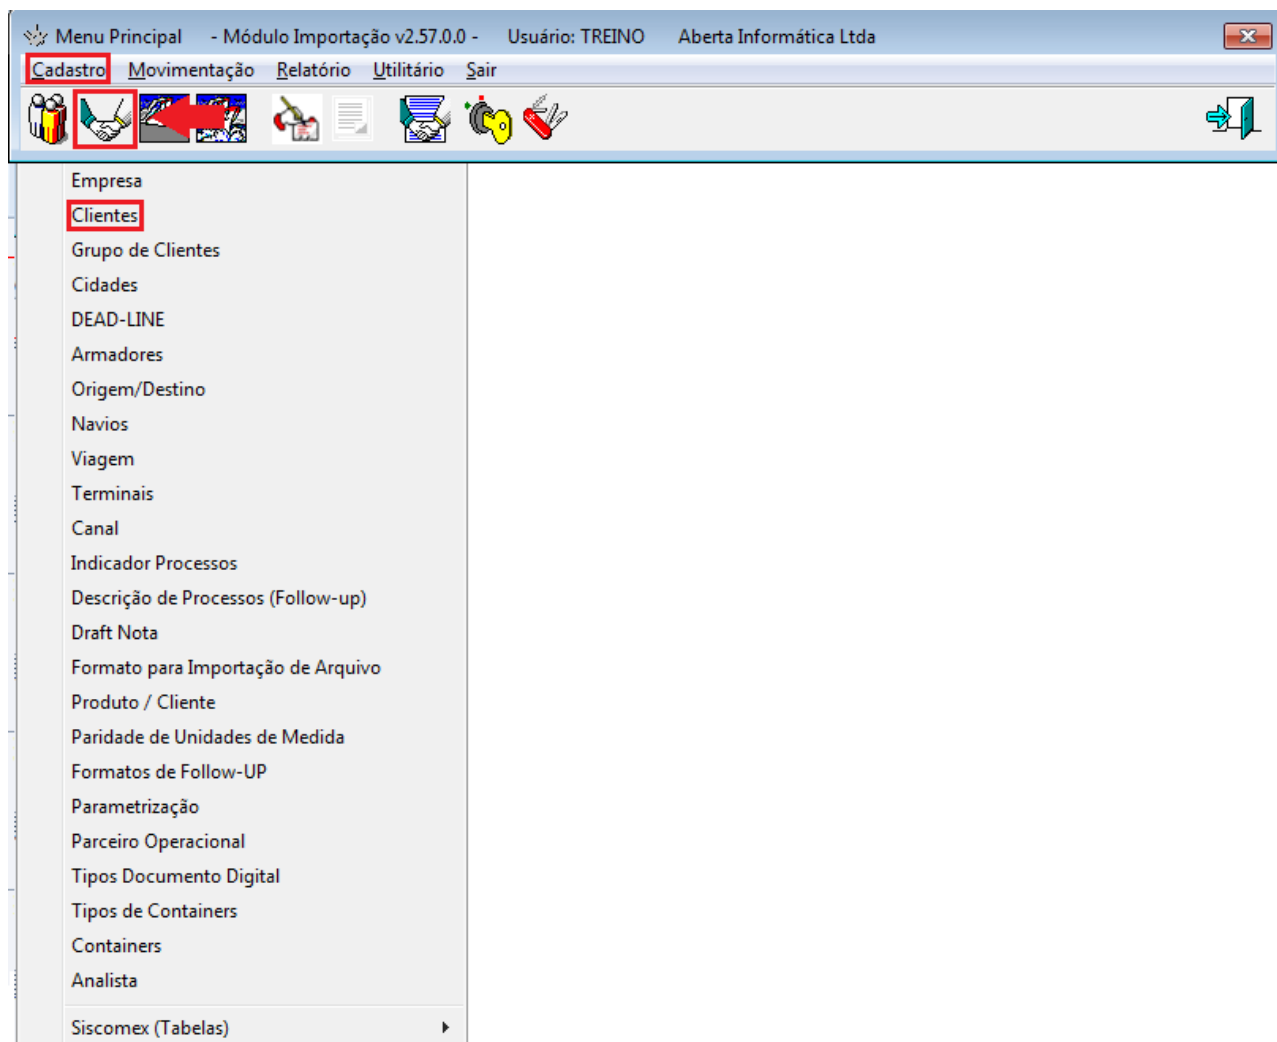 Menu Principal - Módulo Importação v2.57.0.0 - Usuário: TREINO Aberta Informática Ltda
Cadastro Movimentação Relatório Utilitário Sair
Empresa
Clientes
Grupo de Clientes
Cidades
DEAD-LINE
Armadores
Origem/Destino
Navios
Viagem
Terminais
Canal
Indicador Processos
Descrição de Processos (Follow-up)
Draft Nota
Formato para Importação de Arquivo
Produto / Cliente
Paridade de Unidades de Medida
Formatos de Follow-UP
Parametrização
Parceiro Operacional
Tipos Documento Digital
Tipos de Containers
Containers
Analista
Siscomex (Tabelas)